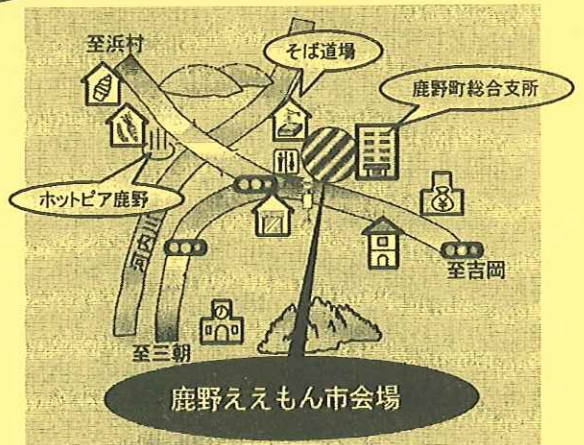 至浜村
そば道場
鹿野町総合支所
ホットピア鹿野
河内川
¥
至吉岡
至三朝
鹿野ええもん市会場